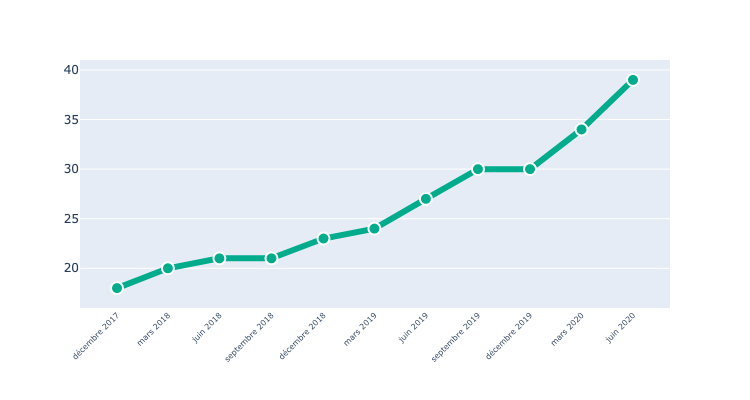 40
35
30
25
20
décembre 2017
mars 2018
juin 2018
septembre 2018
décembre 2018
mars 2019
juin 2019
septembre 2019
décembre 2019
mars 2020
juin 2020